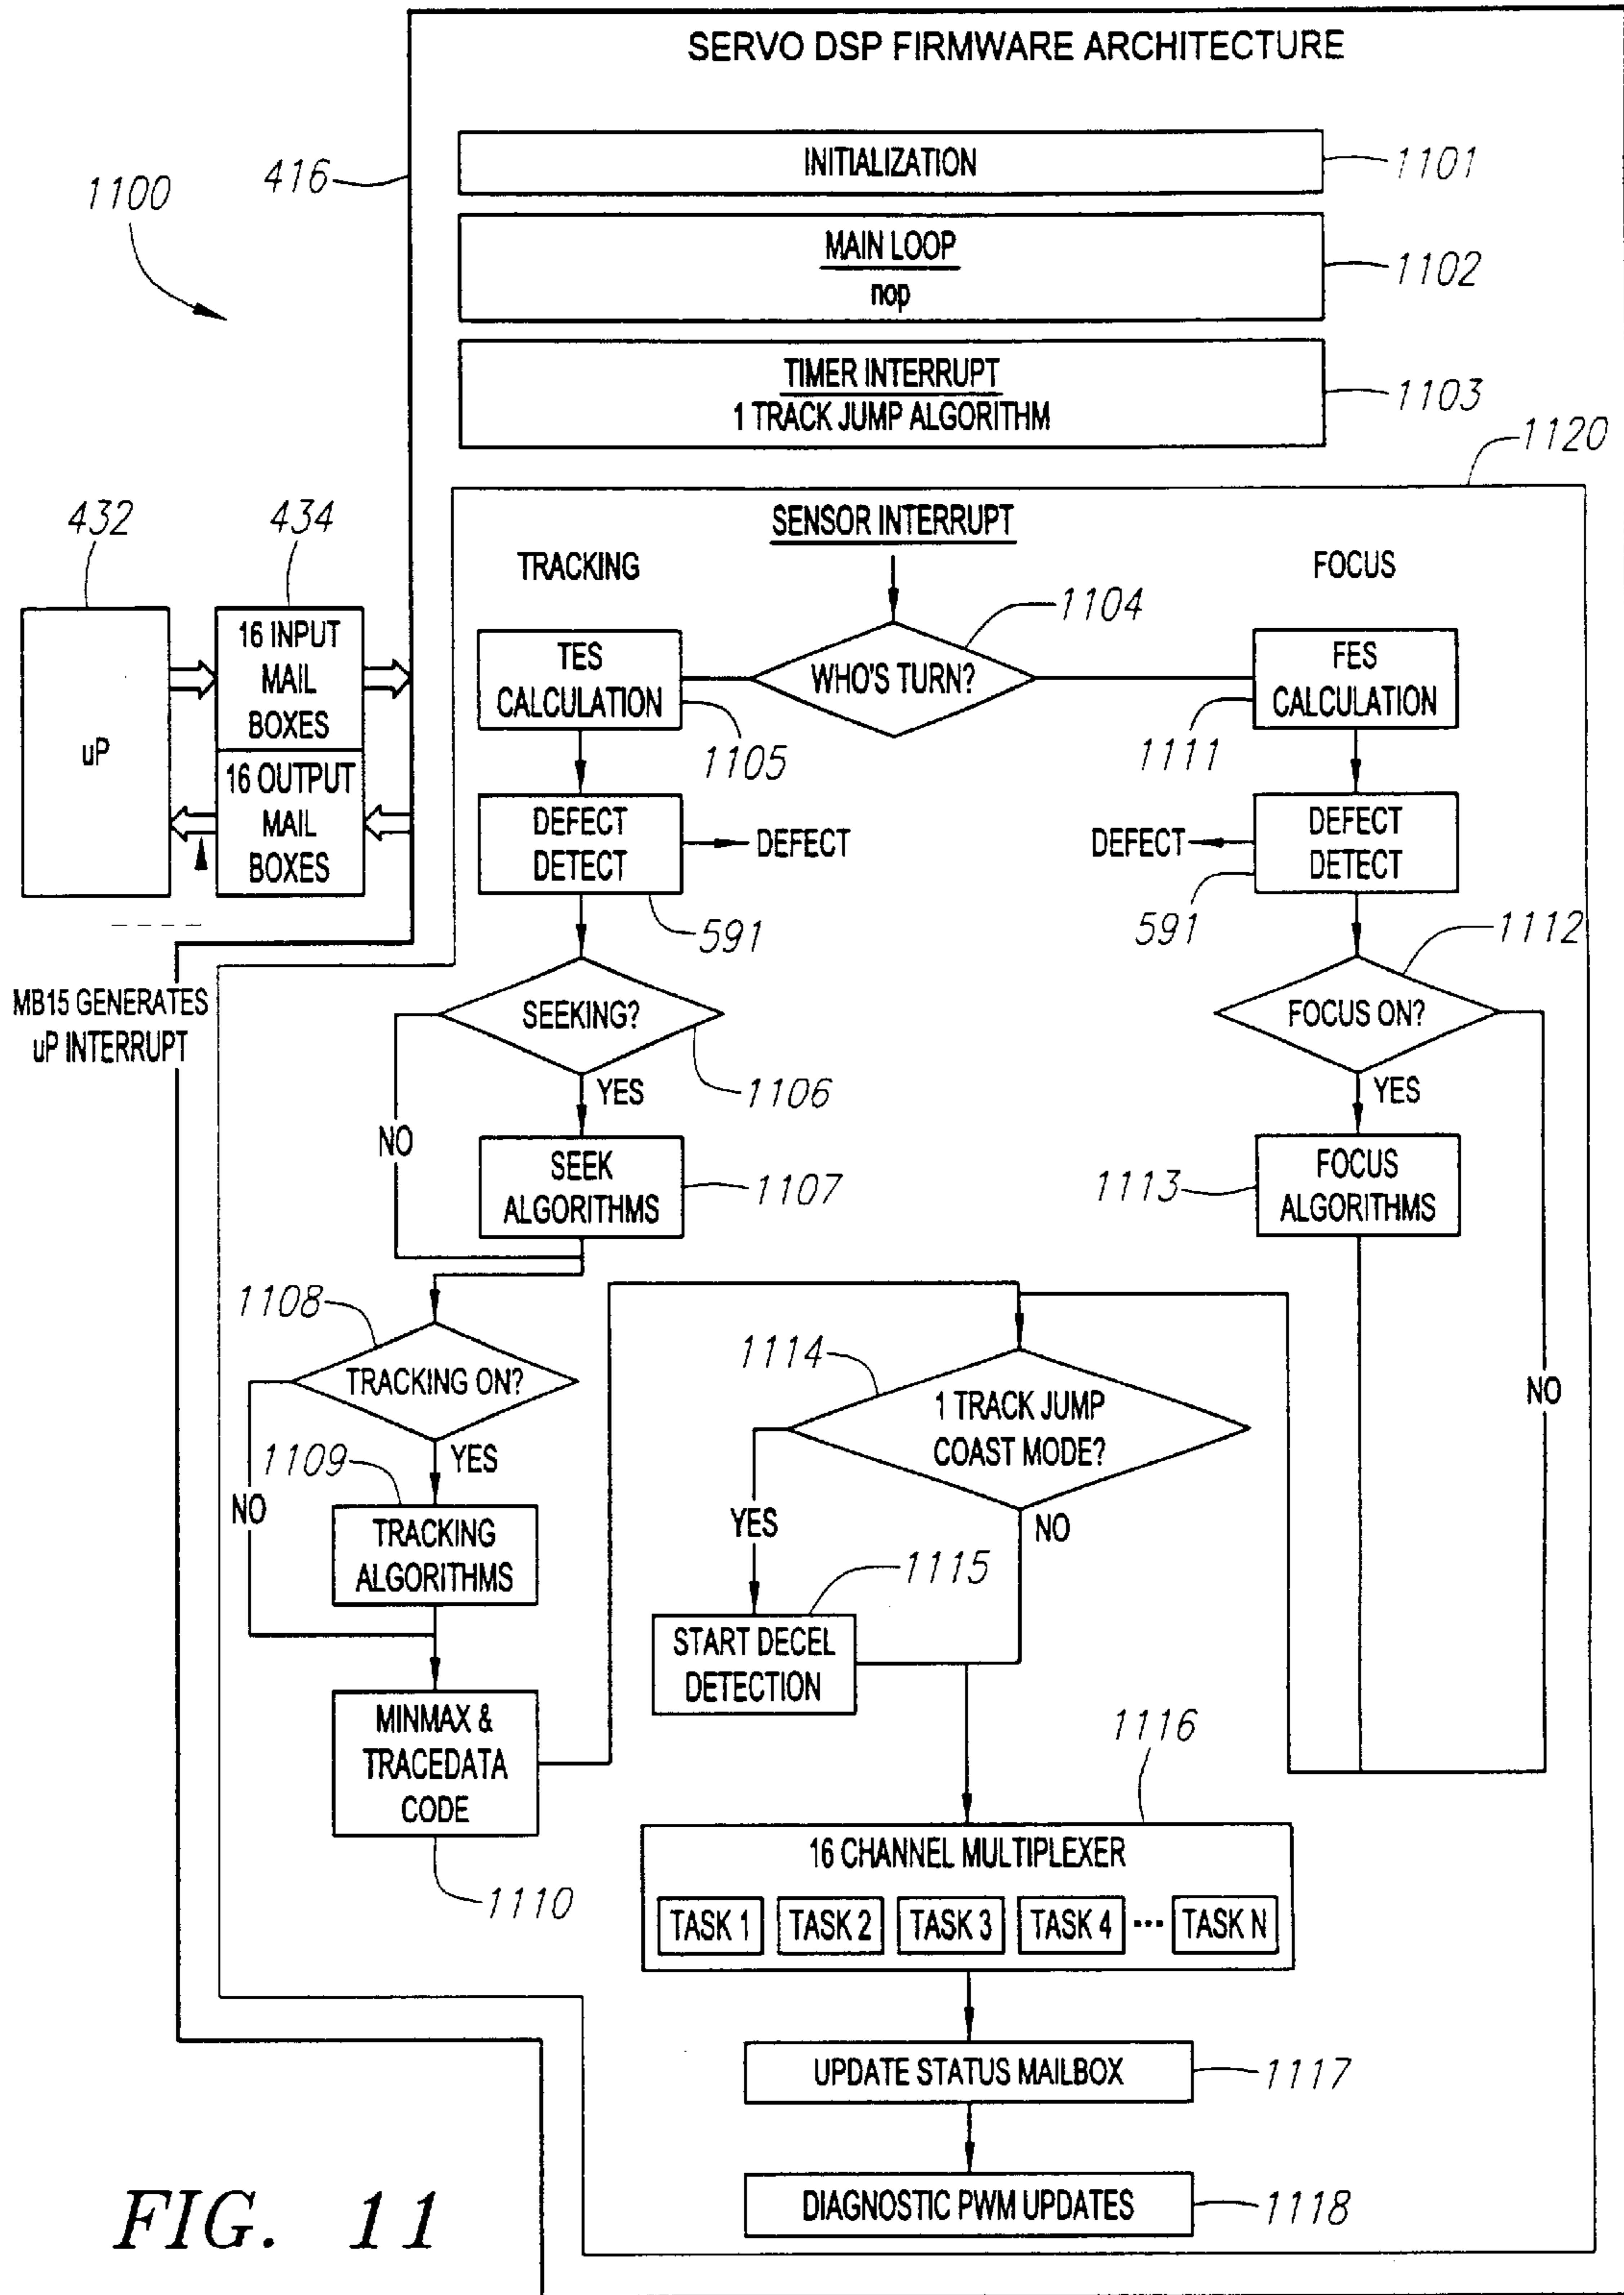 SERVO DSP FIRMWARE ARCHITECTURE
INITIALIZATION
1101
416
1100
MAIN LOOP
nop
1102
TIMER INTERRUPT
1 TRACK JUMP ALGORITHM
1103
1120
432
434
uP
16 INPUT
MAIL
BOXES
16 OUTPUT
MAIL
BOXES
MB15 GENERATES
uP INTERRUPT
SENSOR INTERRUPT
TRACKING
FOCUS
1104
WHO'S TURN?
TES
CALCULATION
1105
FES
CALCULATION
1111
DEFECT
DETECT
DEFECT
591
DEFECT
DEFECT
DETECT
591
1112
SEEKING?
1106
YES
NO
FOCUS ON?
YES
NO
SEEK
ALGORITHMS
1107
1113
FOCUS
ALGORITHMS
1108
TRACKING ON?
YES
NO
1109
TRACKING
ALGORITHMS
MINMAX &
TRACEDATA
CODE
1110
1114
1 TRACK JUMP
COAST MODE?
YES
NO
1115
START DECEL
DETECTION
1116
16 CHANNEL MULTIPLEXER
TASK 1 TASK 2 TASK 3 TASK 4 ... TASK N
UPDATE STATUS MAILBOX
1117
DIAGNOSTIC PWM UPDATES
1118
FIG. 11